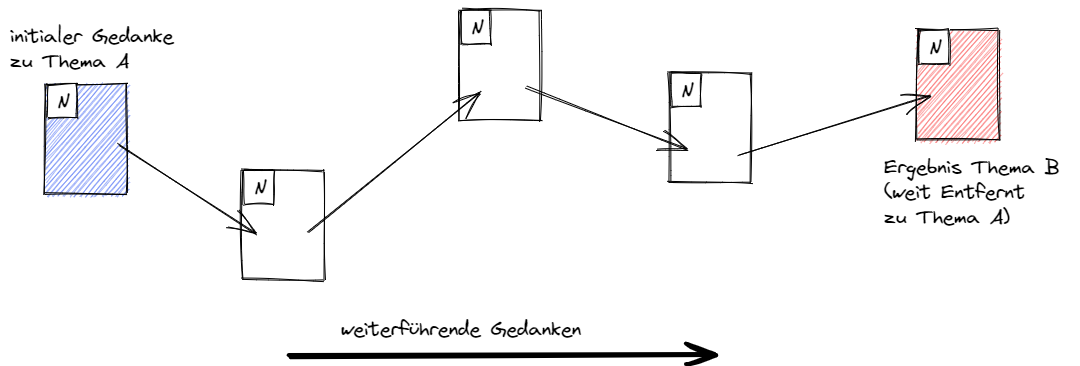 initialer Gedanke
zu Thema A
N
N
N
N
N
Ergebnis Thema B
(weit Entfernt
zu Thema A)
weiterführende Gedanken